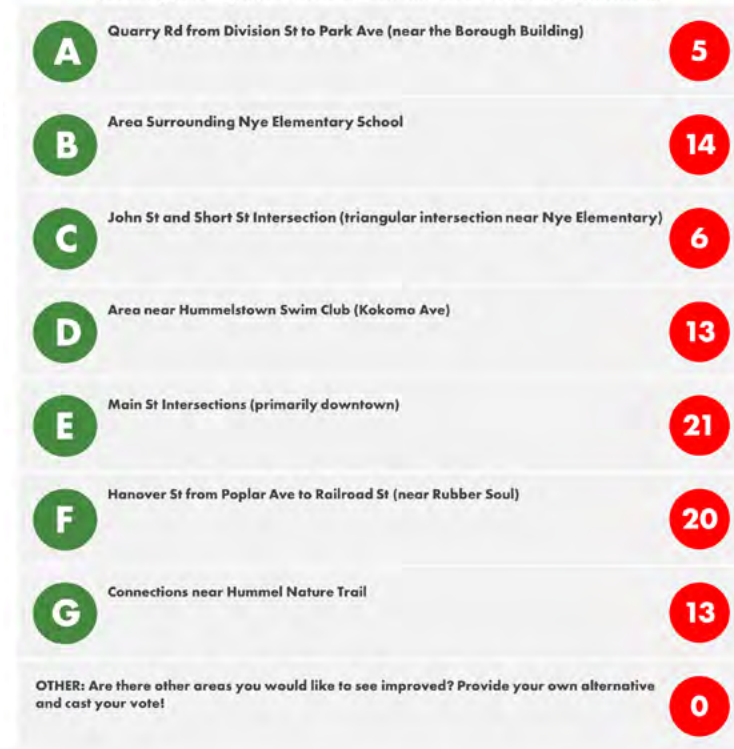 A
Quarry Rd from Division St to Park Ave (near the Borough Building)
5
B
Area Surrounding Nye Elementary School
14
C
John St and Short St Intersection (triangular intersection near Nye Elementary)
6
D
Area near Hummelstown Swim Club (Kokomo Ave)
13
E
Main St Intersections (primarily downtown)
21
F
Hanover St from Poplar Ave to Railroad St (near Rubber Soul)
20
G
Connections near Hummel Nature Trail
13
OTHER: Are there other areas you would like to see improved? Provide your own alternative
and cast your vote!
0